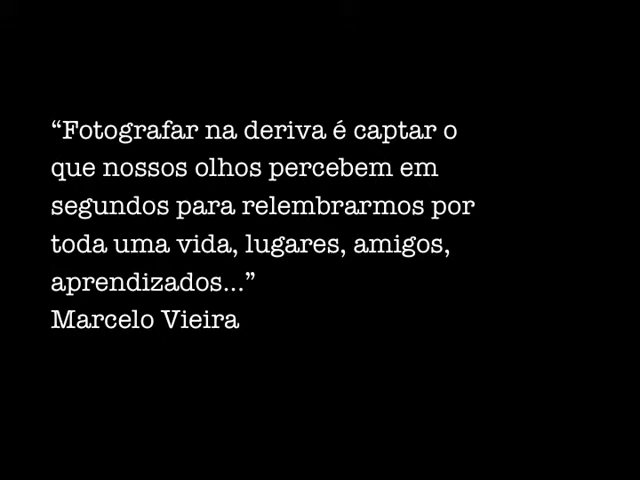 “Fotografar na deriva é captar o
que nossos olhos percebem em
segundos para relembrarmos por
toda uma vida, lugares, amigos,
aprendizados...”
Marcelo Vieira